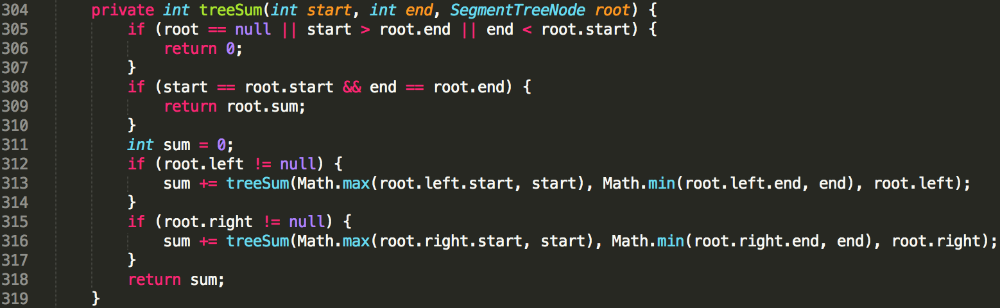 304 private int treeSum(int start, int end, SegmentTreeNode root) {
305 if (root == null || start > root.end || end < root.start) {
306 return 0;
307 }
308 if (start == root.start && end == root.end) {
309 return root.sum;
310 }
311 int sum = 0;
312 if (root.left != null) {
313 sum += treeSum(Math.max(root.left.start, start), Math.min(root.left.end, end), root.left);
314 }
315 if (root.right != null) {
316 sum += treeSum(Math.max(root.right.start, start), Math.min(root.right.end, end), root.right);
317 }
318 return sum;
319 }